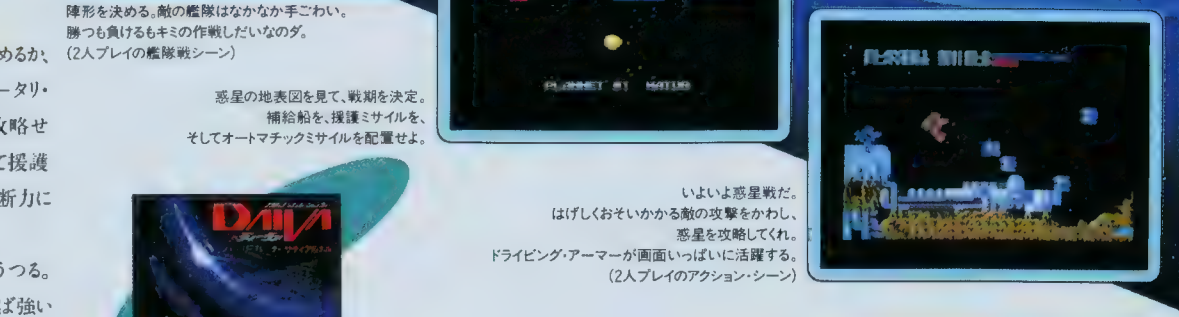 陣形を決める。敵の艦隊はなかなか手ごわい。
勝つも負けるもキミの作戦しだいなのダ。
(2人プレイの艦隊戦シーン)
めるか、
ータリ・
攻略せ
て援護
断力に
うつる。
ば強い
惑星の地表図を見て、戦期を決定。
補給船を、援護ミサイルを、
そしてオートマチックミサイルを配置せよ。
DAIVA
ディーヴァ
いよいよ惑星戦だ。
はげしくおそいかかる敵の攻撃をかわし、
惑星を攻略してくれ。
ドライビング・アーマーが画面いっぱいに活躍する。
(2人プレイのアクション・シーン)